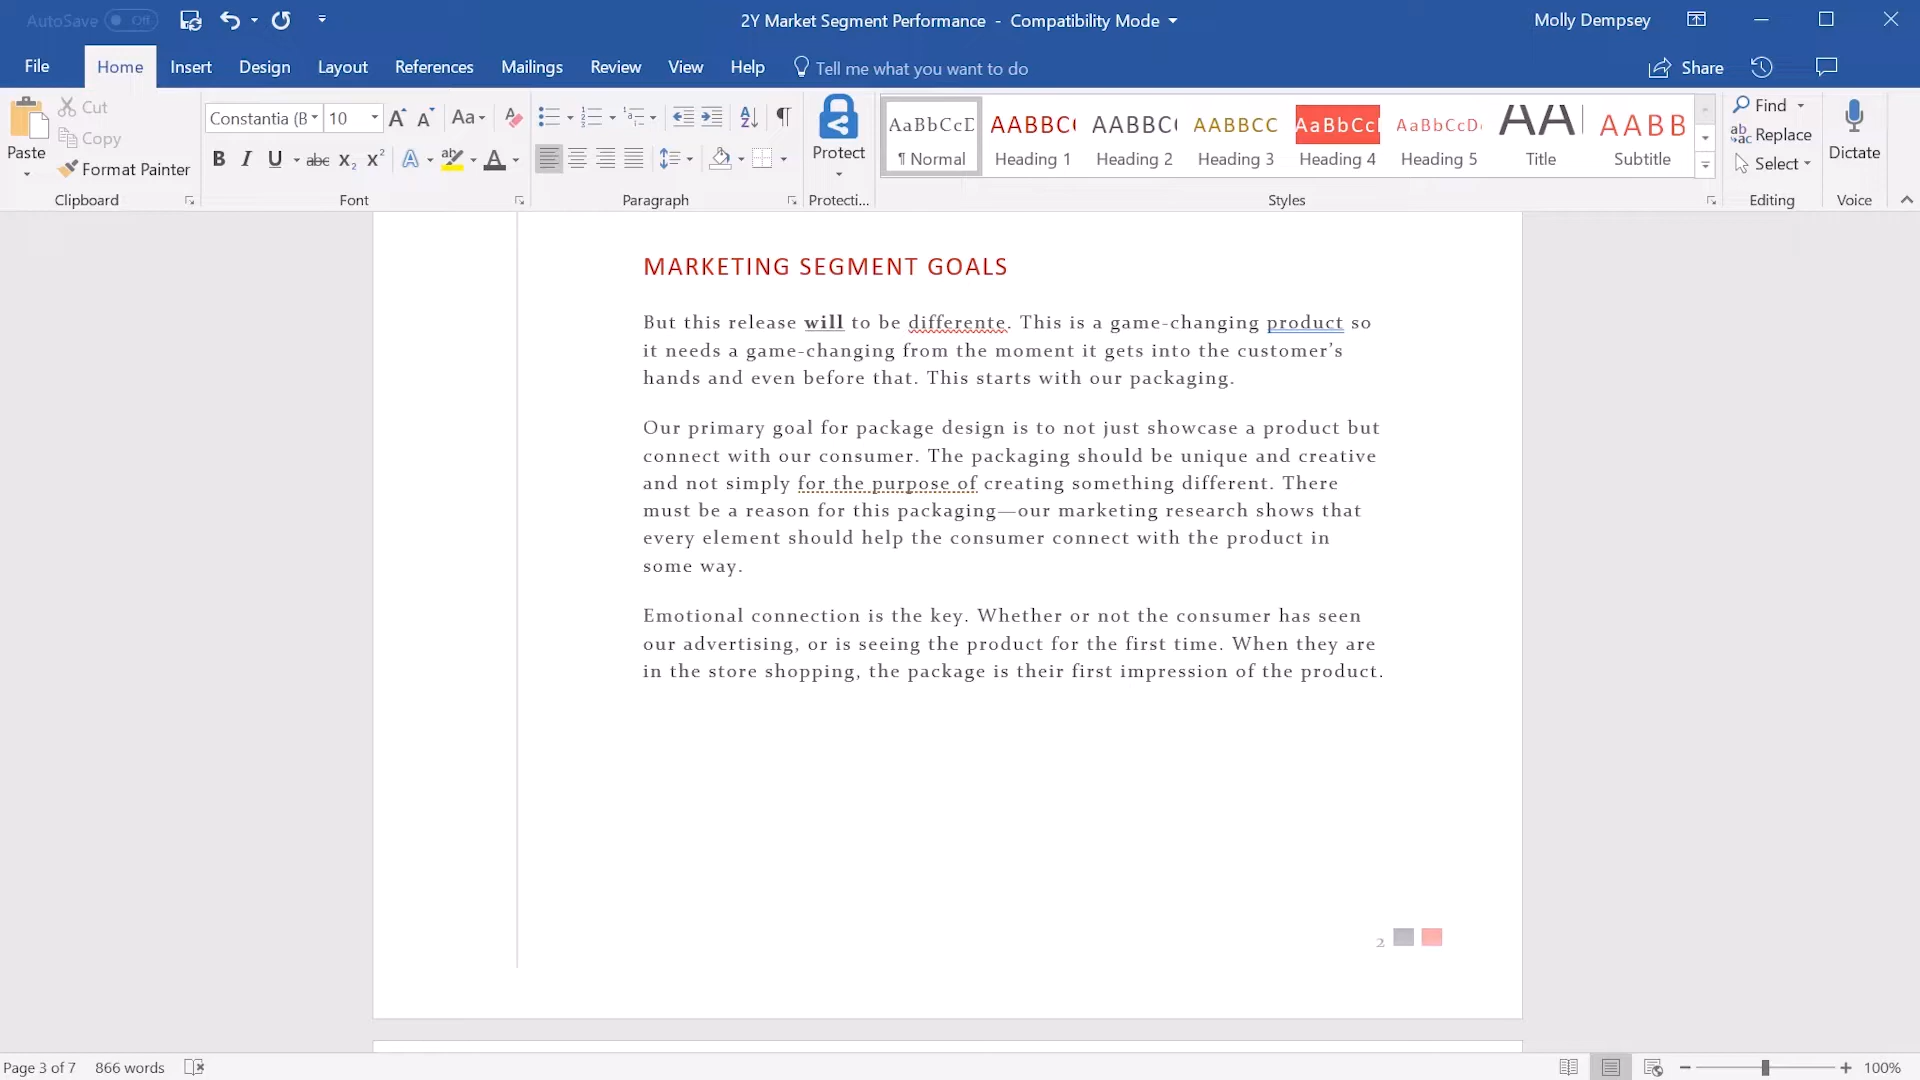 AutoSave Off
2Y Market Segment Performance - Compatibility Mode
Molly Dempsey
File Home Insert Design Layout References Mailings Review View Help Tell me what you want to do Share
Paste
Cut
Copy
Format Painter
Clipboard
Constantia (B 10
Font
Paragraph
Protect
Protecti...
¶ Normal
Heading 1
Heading 2
Heading 3
Heading 4
Heading 5
Title
Subtitle
Styles
Find
Replace
Select
Editing
Dictate
Voice
MARKETING SEGMENT GOALS
But this release will to be differente. This is a game-changing product so
it needs a game-changing from the moment it gets into the customer’s
hands and even before that. This starts with our packaging.
Our primary goal for package design is to not just showcase a product but
connect with our consumer. The packaging should be unique and creative
and not simply for the purpose of creating something different. There
must be a reason for this packaging—our marketing research shows that
every element should help the consumer connect with the product in
some way.
Emotional connection is the key. Whether or not the consumer has seen
our advertising, or is seeing the product for the first time. When they are
in the store shopping, the package is their first impression of the product.
2
Page 3 of 7 866 words
100%